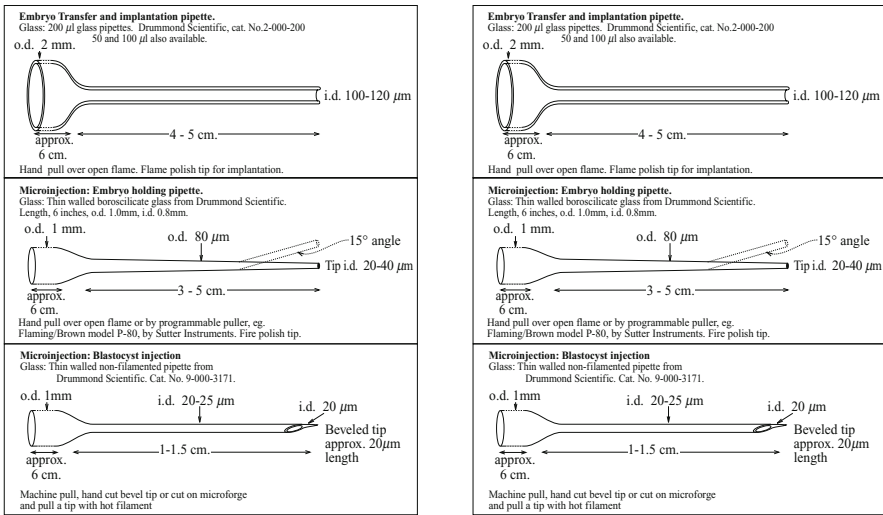 Embryo Transfer and implantation pipette.
Glass: 200 µl glass pipettes. Drummond Scientific, cat. No.2-000-200
50 and 100 µl also available.
o.d. 2 mm.
i.d. 100-120 µm
4 - 5 cm.
approx.
6 cm.
Hand pull over open flame. Flame polish tip for implantation.
Microinjection: Embryo holding pipette.
Glass: Thin walled boroscilicate glass from Drummond Scientific.
Length, 6 inches, o.d. 1.0mm, i.d. 0.8mm.
o.d. 1 mm.
o.d. 80 µm
15° angle
Tip i.d. 20-40 µm
3 - 5 cm.
approx.
6 cm.
Hand pull over open flame or by programmable puller, eg.
Flaming/Brown model P-80, by Sutter Instruments. Fire polish tip.
Microinjection: Blastocyst injection
Glass: Thin walled non-filamented pipette from
Drummond Scientific. Cat. No. 9-000-3171.
o.d. 1mm
i.d. 20-25 µm
i.d. 20 µm
Beveled tip
approx. 20µm
length
1-1.5 cm.
approx.
6 cm.
Machine pull, hand cut bevel tip or cut on microforge
and pull a tip with hot filament
Embryo Transfer and implantation pipette.
Glass: 200 µl glass pipettes. Drummond Scientific, cat. No.2-000-200
50 and 100 µl also available.
o.d. 2 mm.
i.d. 100-120 µm
4 - 5 cm.
approx.
6 cm.
Hand pull over open flame. Flame polish tip for implantation.
Microinjection: Embryo holding pipette.
Glass: Thin walled boroscilicate glass from Drummond Scientific.
Length, 6 inches, o.d. 1.0mm, i.d. 0.8mm.
o.d. 1 mm.
o.d. 80 µm
15° angle
Tip i.d. 20-40 µm
3 - 5 cm.
approx.
6 cm.
Hand pull over open flame or by programmable puller, eg.
Flaming/Brown model P-80, by Sutter Instruments. Fire polish tip.
Microinjection: Blastocyst injection
Glass: Thin walled non-filamented pipette from
Drummond Scientific. Cat. No. 9-000-3171.
o.d. 1mm
i.d. 20-25 µm
i.d. 20 µm
Beveled tip
approx. 20µm
length
1-1.5 cm.
approx.
6 cm.
Machine pull, hand cut bevel tip or cut on microforge
and pull a tip with hot filament